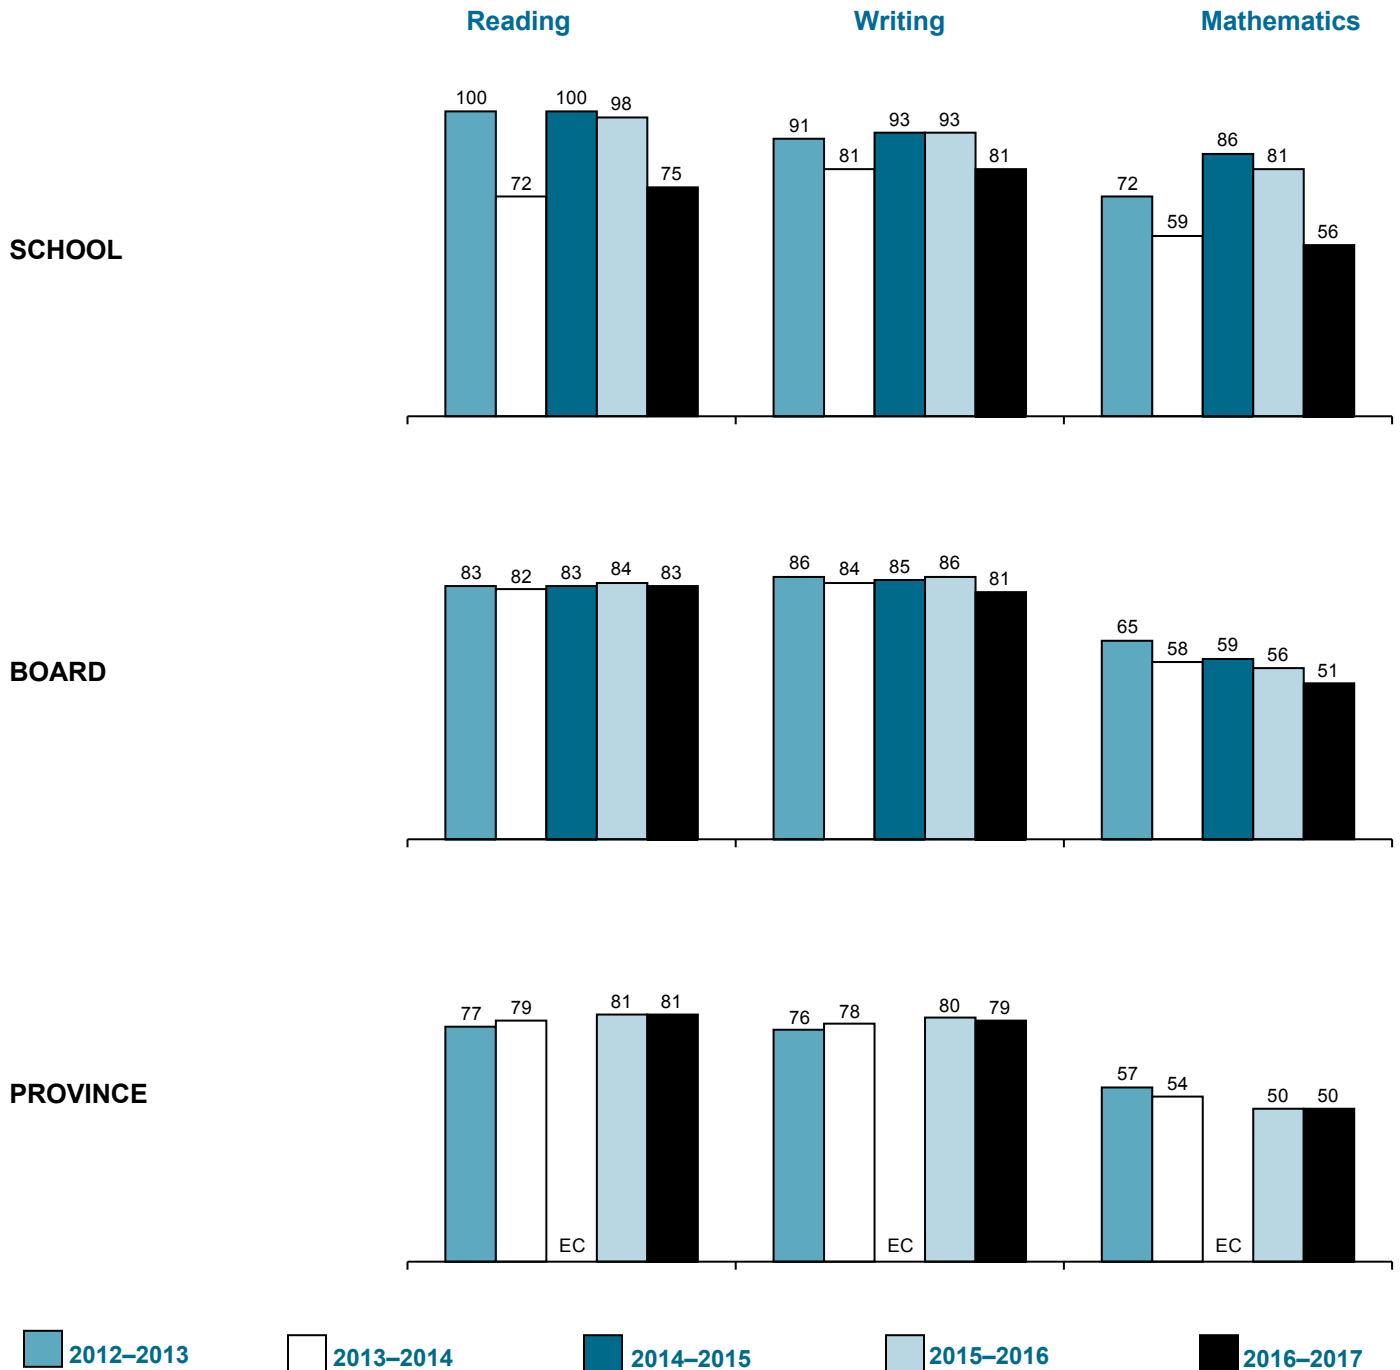 Reading Writing Mathematics
SCHOOL
100 72 100 98 75
91 81 93 93 81
72 59 86 81 56
BOARD
83 82 83 84 83
86 84 85 86 81
65 58 59 56 51
PROVINCE
77 79 EC 81 81
76 78 EC 80 79
57 54 EC 50 50
2012–2013 2013–2014 2014–2015 2015–2016 2016–2017